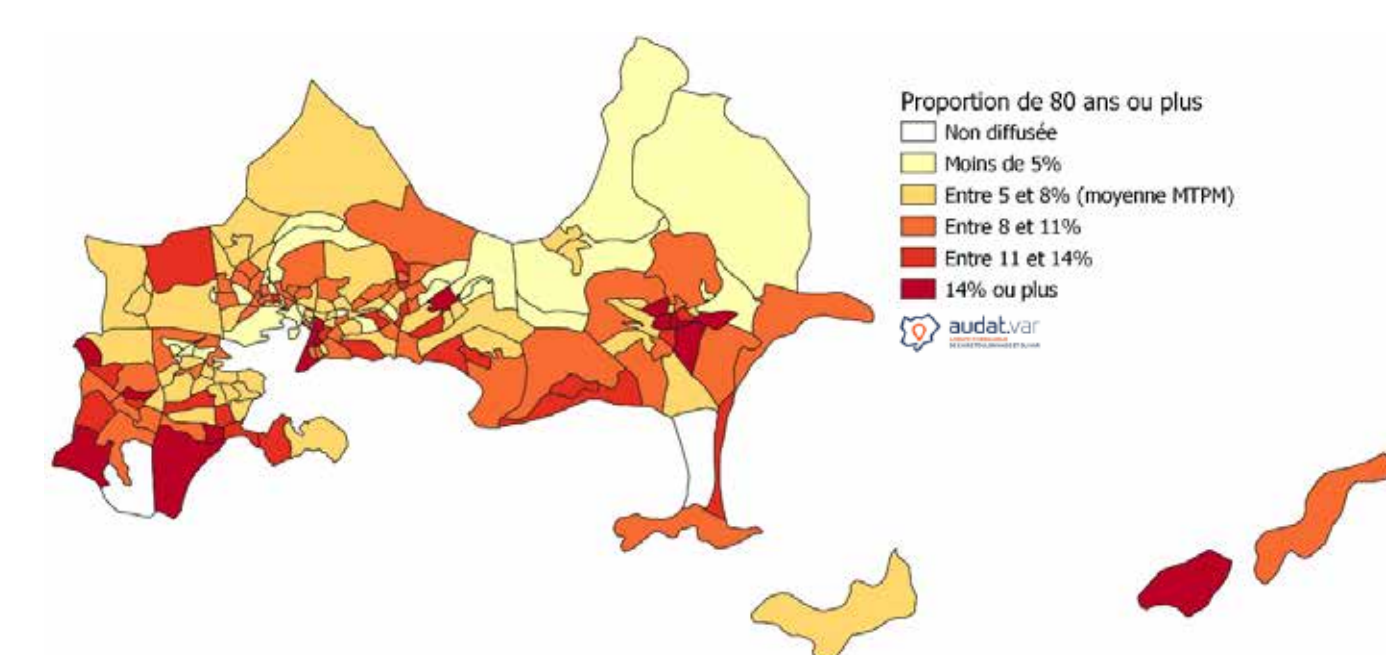 Proportion de 80 ans ou plus
Non diffusée
Moins de 5%
Entre 5 et 8% (moyenne MTPM)
Entre 8 et 11%
Entre 11 et 14%
14% ou plus
audat.var